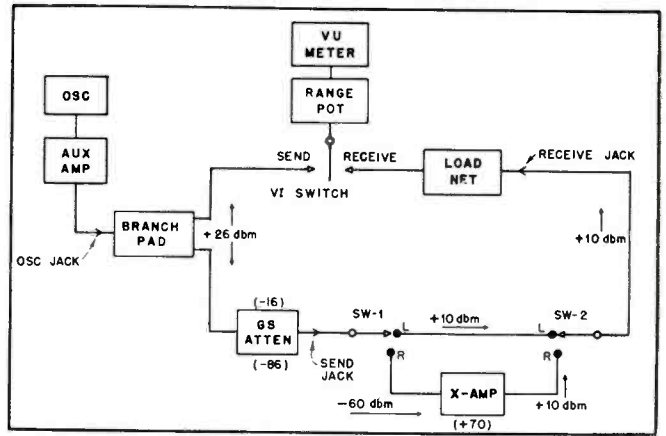 VU
METER
OSC
RANGE
POT
AUX
AMP
SEND
RECEIVE
VI SWITCH
LOAD
NET
RECEIVE JACK
BRANCH
PAD
+26 dbm
OSC JACK
+10 dbm
(-16)
GS
ATTEN
(-86)
SEND
JACK
SW-1
L
+10 dbm
L
SW-2
R
R
-60 dbm
X-AMP
(+70)
+10 dbm